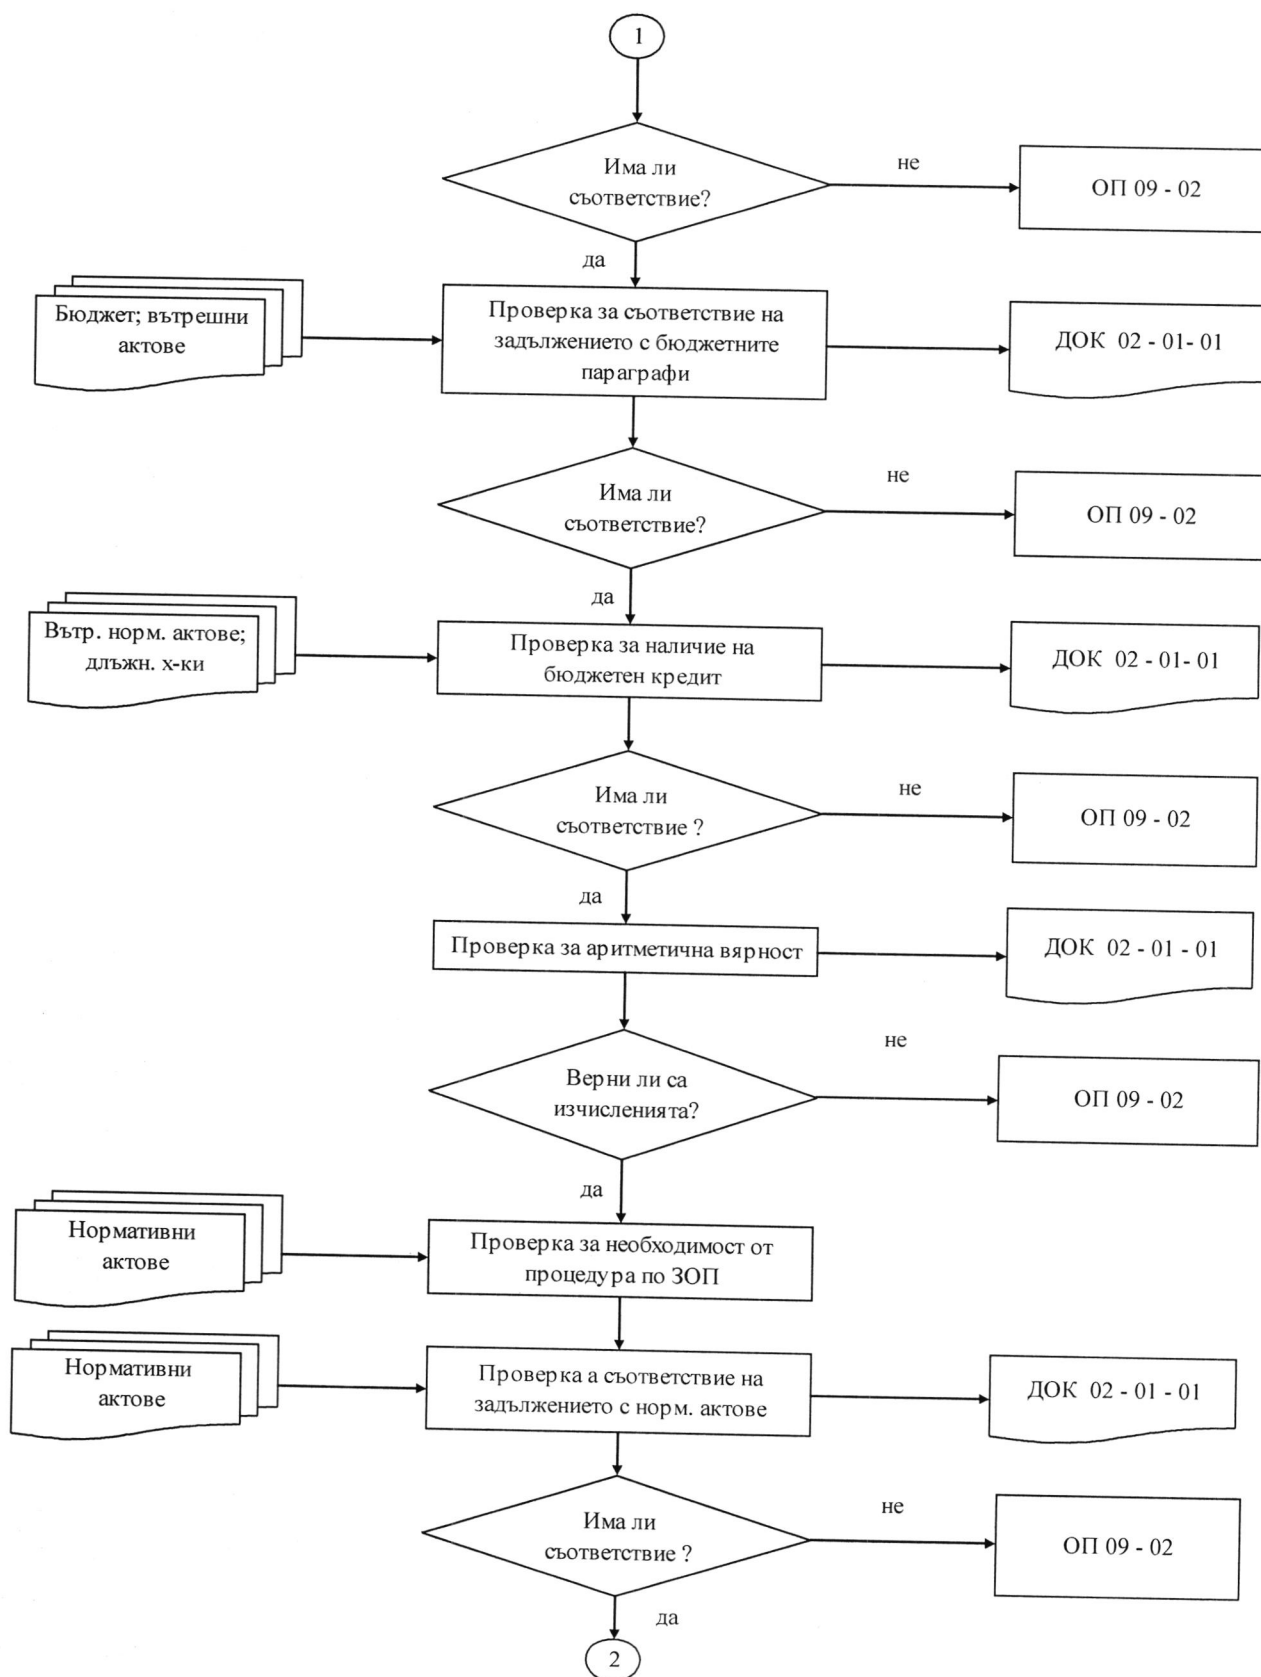 1
Има ли
съответствие?
не
ОП 09 - 02
да
Бюджет; вътрешни
актове
Проверка за съответствие на
задължението с бюджетните
параграфи
ДОК 02 - 01- 01
Има ли
съответствие?
не
ОП 09 - 02
да
Вътр. норм. актове;
длъжн. х-ки
Проверка за наличие на
бюджетен кредит
ДОК 02 - 01- 01
Има ли
съответствие ?
не
ОП 09 - 02
да
Проверка за аритметична вярност
ДОК 02 - 01 - 01
Верни ли са
изчисленията?
не
ОП 09 - 02
да
Нормативни
актове
Проверка за необходимост от
процедура по ЗОП
Нормативни
актове
Проверка а съответствие на
задължението с норм. актове
ДОК 02 - 01 - 01
Има ли
съответствие ?
не
ОП 09 - 02
да
2